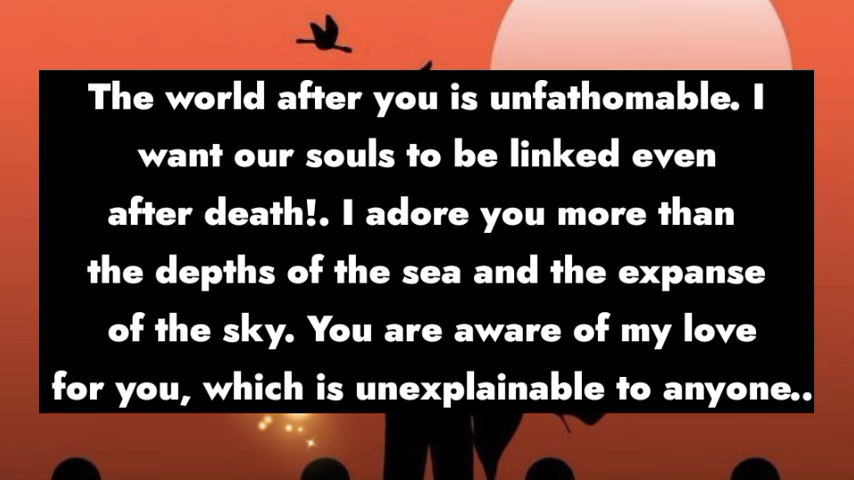 The world after you is unfathomable. I
want our souls to be linked even
after death!. I adore you more than
the depths of the sea and the expanse
of the sky. You are aware of my love
for you, which is unexplainable to anyone..